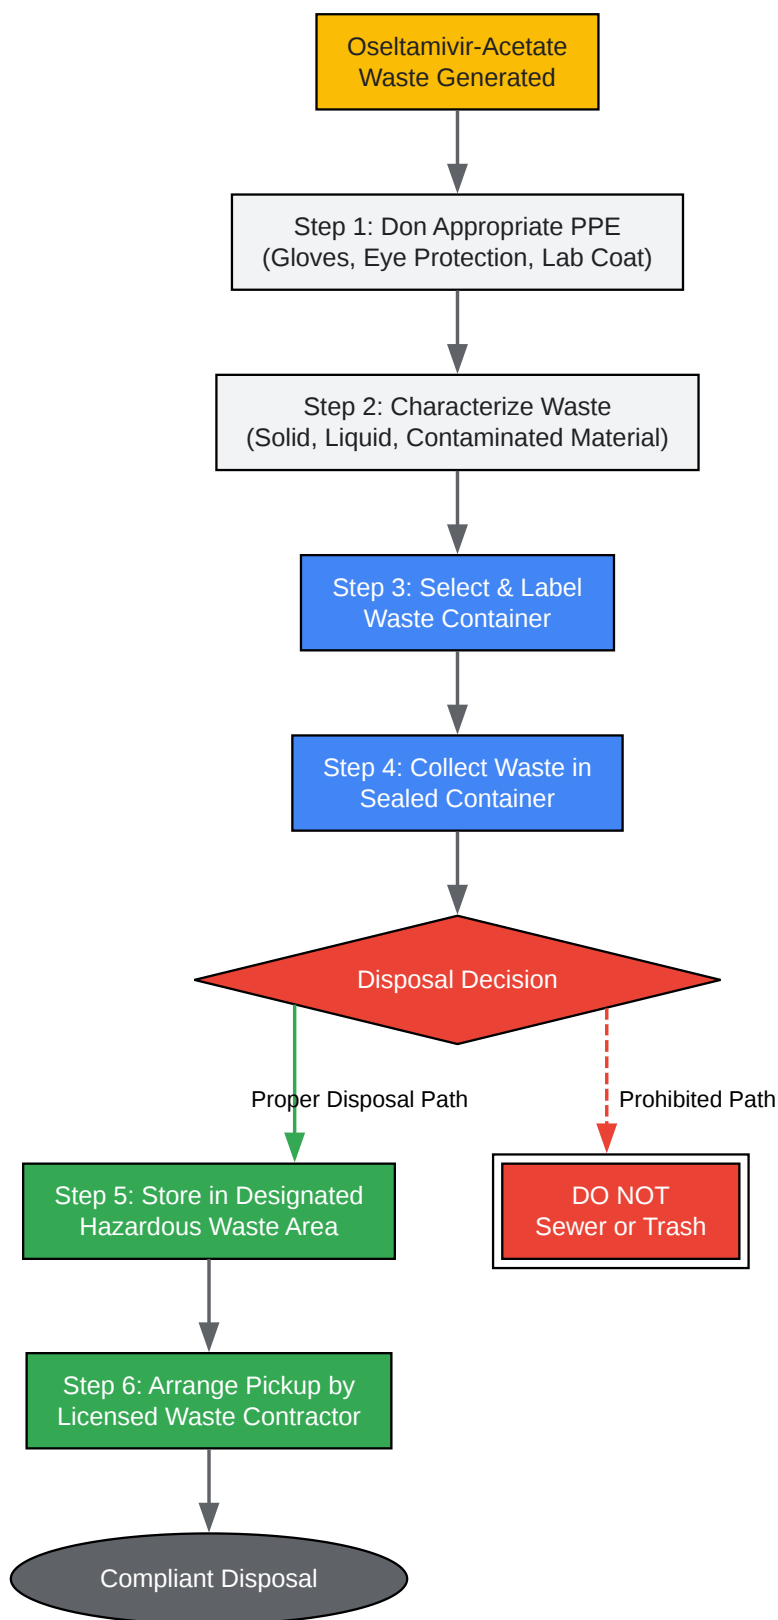 Oseltamivir-Acetate
Waste Generated
Step 1: Don Appropriate PPE
(Gloves, Eye Protection, Lab Coat)
Step 2: Characterize Waste
(Solid, Liquid, Contaminated Material)
Step 3: Select & Label
Waste Container
Step 4: Collect Waste in
Sealed Container
Disposal Decision
Proper Disposal Path
Prohibited Path
Step 5: Store in Designated
Hazardous Waste Area
DO NOT
Sewer or Trash
Step 6: Arrange Pickup by
Licensed Waste Contractor
Compliant Disposal